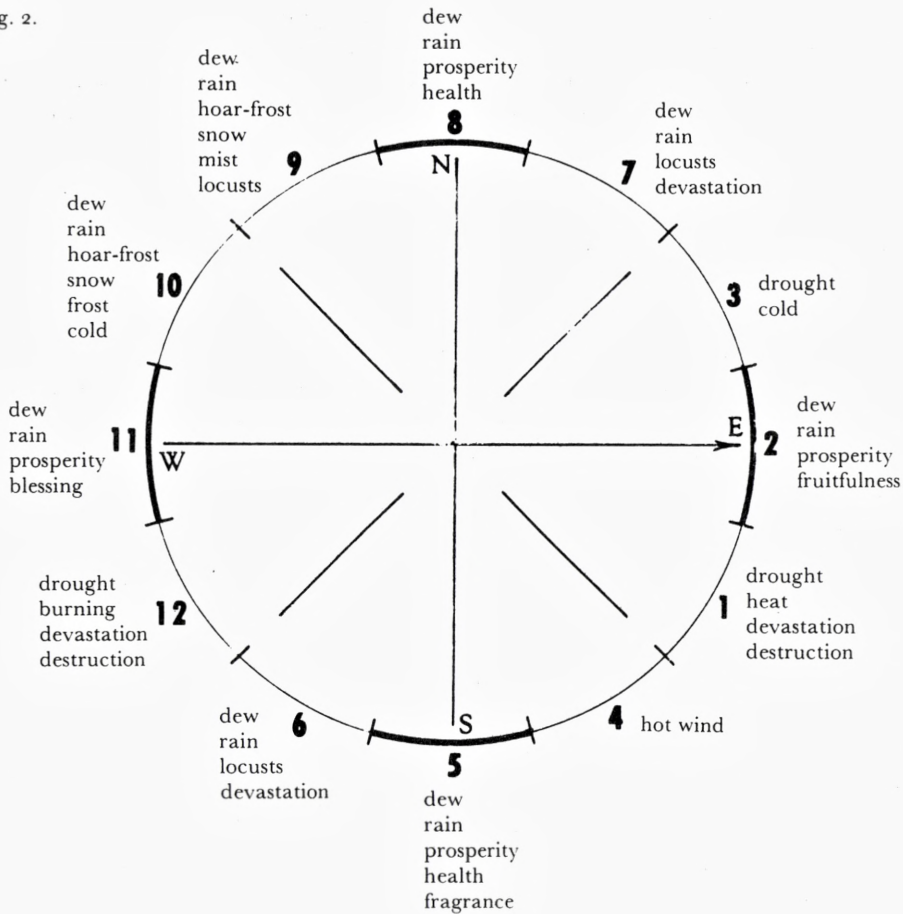 g. 2.
dew
rain
prosperity
health
8
N
dew
rain
hoar-frost
snow
mist
locusts
9
dew
rain
locusts
devastation
7
dew
rain
hoar-frost
snow
frost
cold
10
drought
cold
3
dew
rain
prosperity
blessing
11
W
E
2
dew
rain
prosperity
fruitfulness
drought
burning
devastation
destruction
12
1
drought
heat
devastation
destruction
dew
rain
locusts
devastation
6
S
5
4
hot wind
dew
rain
prosperity
health
fragrance